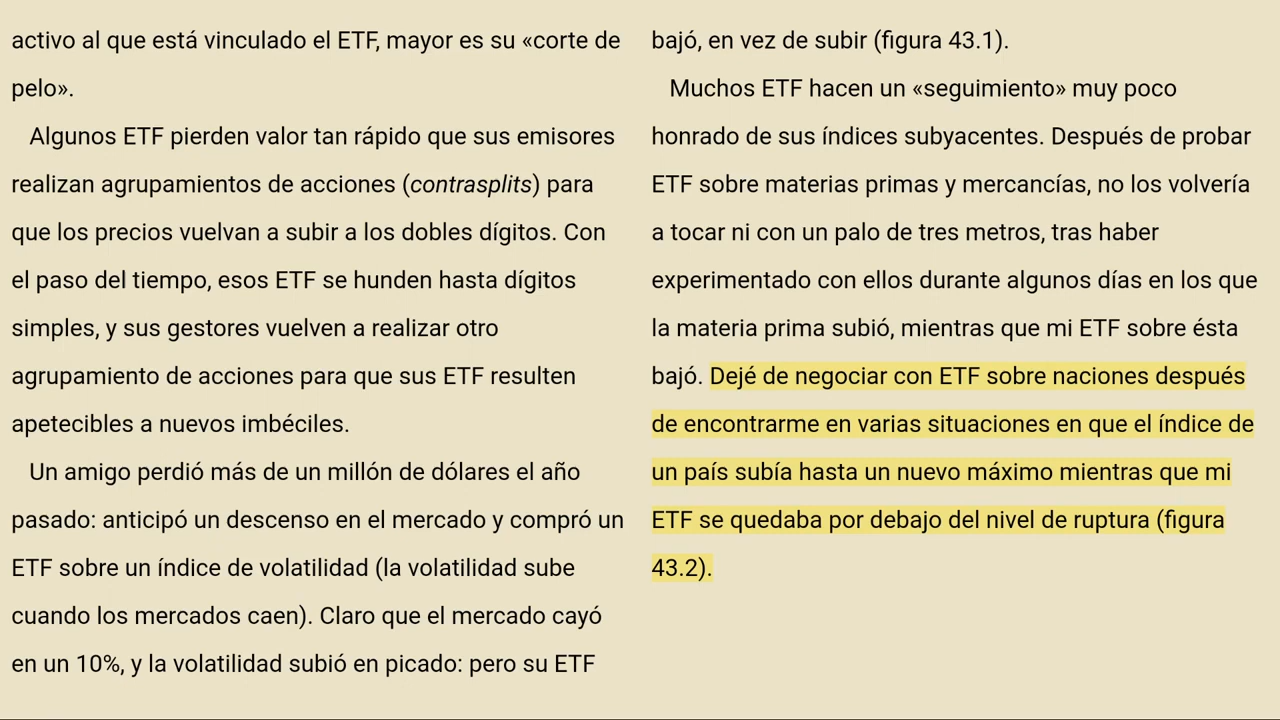 activo al que está vinculado el ETF, mayor es su «corte de
pelo».
Algunos ETF pierden valor tan rápido que sus emisores
realizan agrupamientos de acciones (contrasplits) para
que los precios vuelvan a subir a los dobles dígitos. Con
el paso del tiempo, esos ETF se hunden hasta dígitos
simples, y sus gestores vuelven a realizar otro
agrupamiento de acciones para que sus ETF resulten
apetecibles a nuevos imbéciles.
Un amigo perdió más de un millón de dólares el año
pasado: anticipó un descenso en el mercado y compró un
ETF sobre un índice de volatilidad (la volatilidad sube
cuando los mercados caen). Claro que el mercado cayó
en un 10%, y la volatilidad subió en picado: pero su ETF
bajó, en vez de subir (figura 43.1).
Muchos ETF hacen un «seguimiento» muy poco
honrado de sus índices subyacentes. Después de probar
ETF sobre materias primas y mercancías, no los volvería
a tocar ni con un palo de tres metros, tras haber
experimentado con ellos durante algunos días en los que
la materia prima subió, mientras que mi ETF sobre ésta
bajó. Dejé de negociar con ETF sobre naciones después
de encontrarme en varias situaciones en que el índice de
un país subía hasta un nuevo máximo mientras que mi
ETF se quedaba por debajo del nivel de ruptura (figura
43.2).